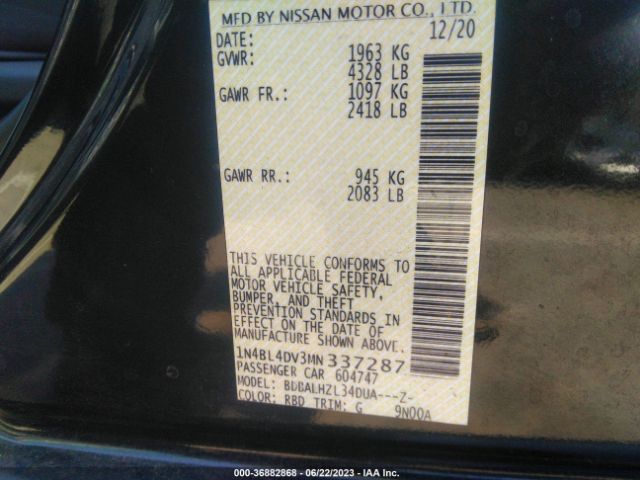 MFD BY NISSAN MOTOR CO., LTD.
DATE: 12/20
GVWR: 1963 KG
4328 LB
GAWR FR.: 1097 KG
2418 LB
GAWR RR.: 945 KG
2083 LB
THIS VEHICLE CONFORMS TO
ALL APPLICABLE FEDERAL
MOTOR VEHICLE SAFETY,
BUMPER, AND THEFT
PREVENTION STANDARDS IN
EFFECT ON THE DATE OF
MANUFACTURE SHOWN ABOVE.
1N4BL4DV3MN 337287
PASSENGER CAR 604747
MODEL: BDBALHZL34DUA---Z-
COLOR: RBD TRIM: G 9N00A
000-36882868 - 06/22/2023 - IAA Inc.